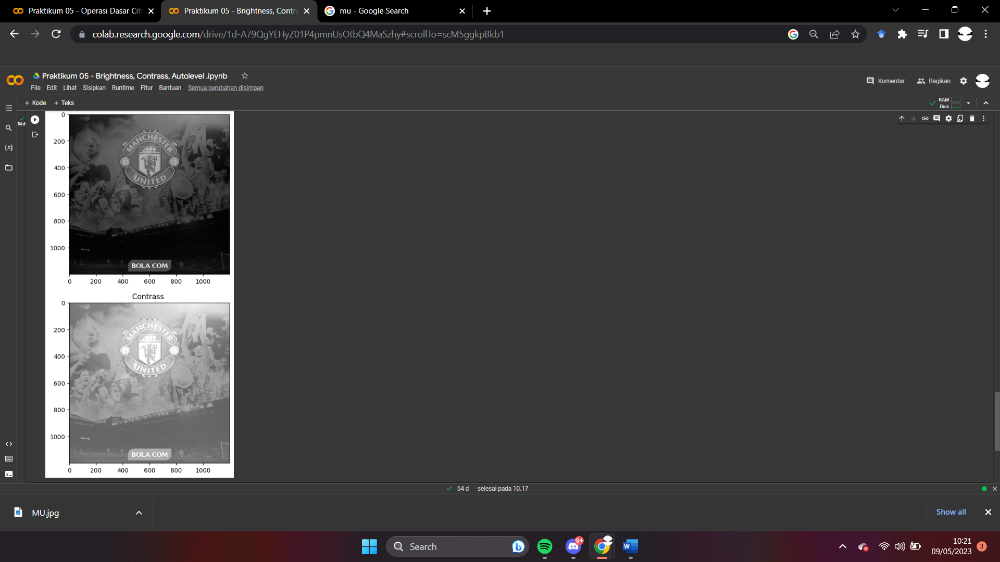 Praktikum 05 - Operasi Dasar Cit
Praktikum 05 - Brightness, Contra
mu - Google Search
colab.research.google.com/drive/1d-A79QgYEHyZ01P4pmnUsOtbQ4MaSzhy#scrollTo=scM5ggkpBkb1
Praktikum 05 - Brightness, Contrass, Autolevel .ipynb
File Edit Lihat Sisipkan Runtime Fitur Bantuan Semua perubahan disimpan
Komentar
Bagikan
+ Kode + Teks
RAM
Disk
54 d
{x}
0
200
400
600
800
1000
MANCHESTER
UNITED
BOLA COM
0 200 400 600 800 1000
Contrass
0
200
400
600
800
1000
MANCHESTER
UNITED
BOLA COM
0 200 400 600 800 1000
54 d selesai pada 10.17
MU.jpg
Show all
Search
9+
W
10:21
09/05/2023
3